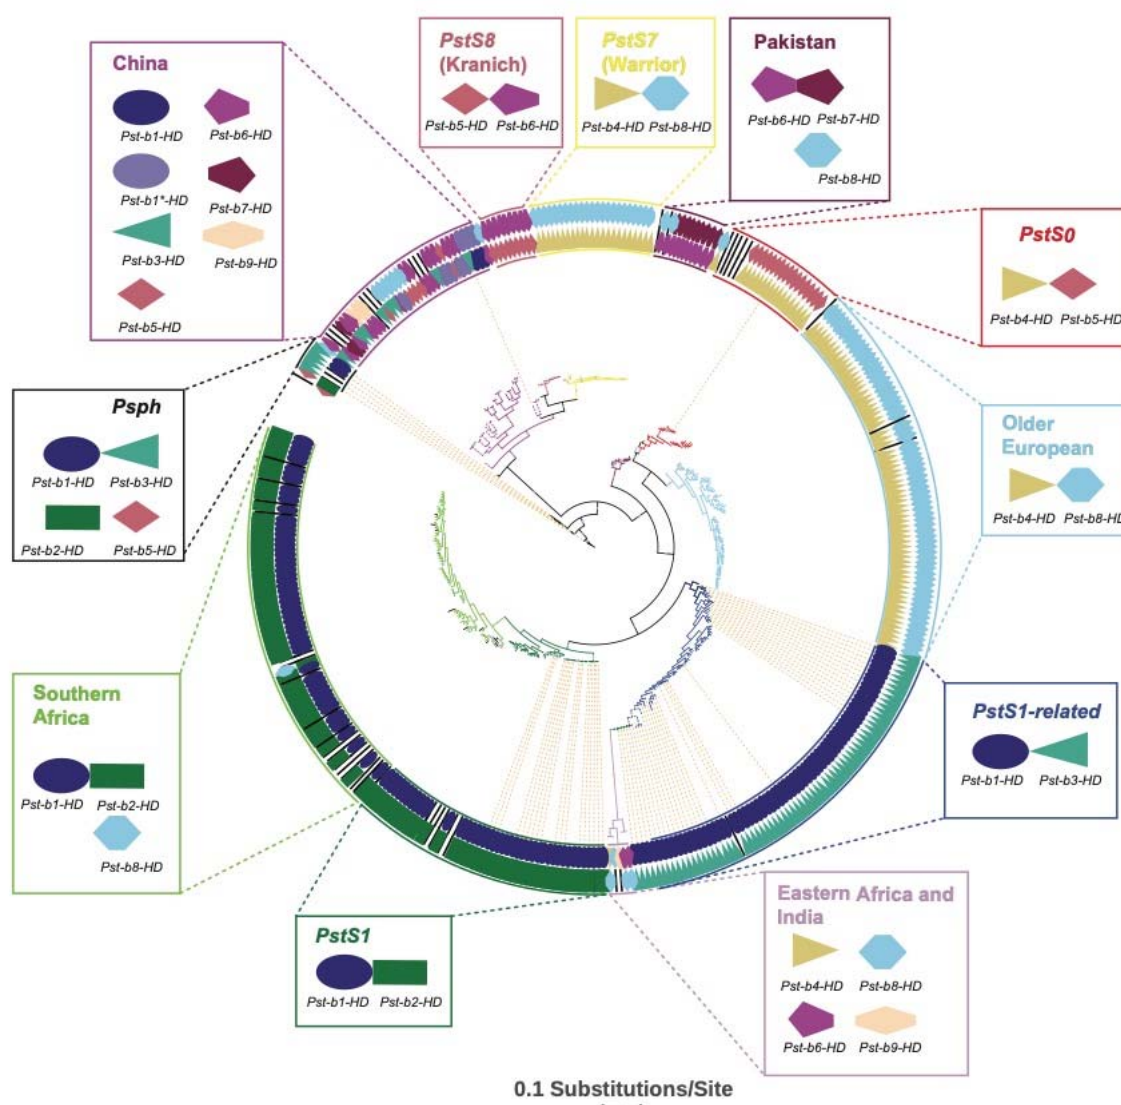 China
Pst-b1-HD
Pst-b6-HD
Pst-b1*-HD
Pst-b7-HD
Pst-b3-HD
Pst-b9-HD
Pst-b5-HD
PstS8
(Kranich)
Pst-b5-HD Pst-b6-HD
PstS7
(Warrior)
Pst-b4-HD Pst-b8-HD
Pakistan
Pst-b6-HD Pst-b7-HD
Pst-b8-HD
PstS0
Pst-b4-HD Pst-b5-HD
Psph
Pst-b1-HD Pst-b3-HD
Pst-b2-HD Pst-b5-HD
Older
European
Pst-b4-HD Pst-b8-HD
Southern
Africa
Pst-b1-HD Pst-b2-HD
Pst-b8-HD
PstS1-related
Pst-b1-HD Pst-b3-HD
PstS1
Pst-b1-HD Pst-b2-HD
Eastern Africa and
India
Pst-b4-HD Pst-b8-HD
Pst-b6-HD Pst-b9-HD
0.1 Substitutions/Site